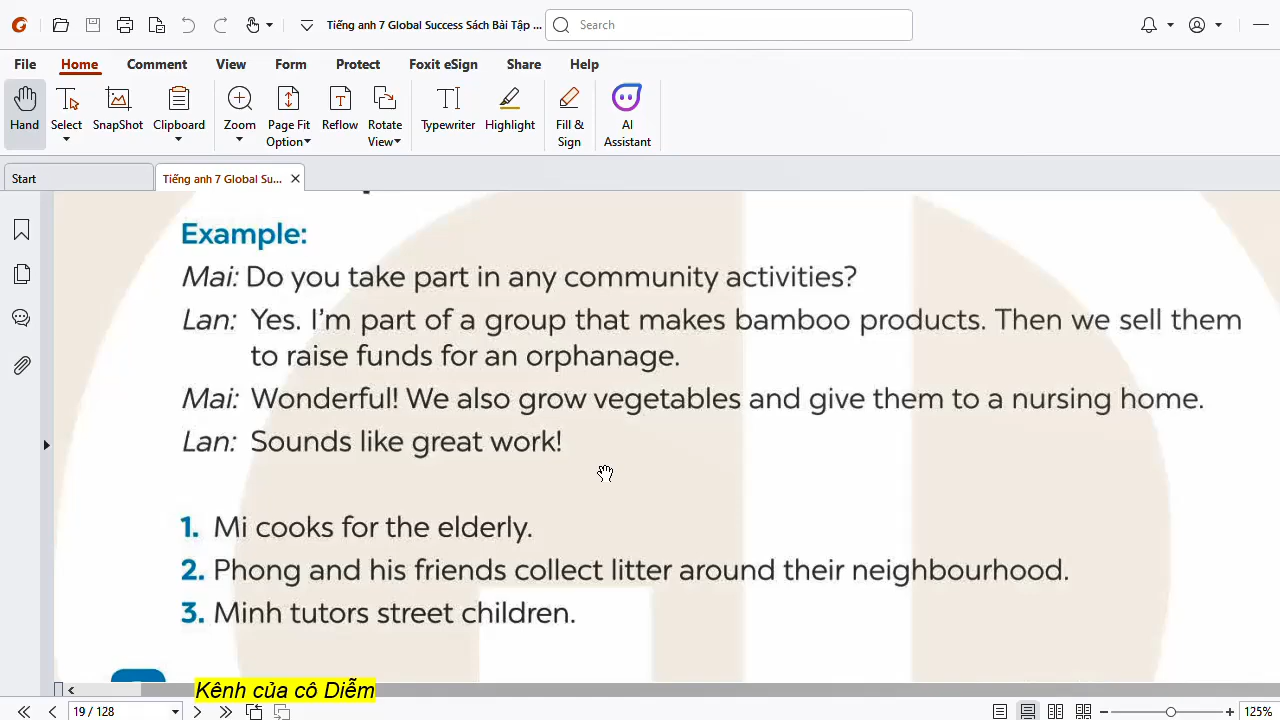 Tiếng anh 7 Global Success Sách Bài Tập ...
Search
File Home Comment View Form Protect Foxit eSign Share Help
Hand Select SnapShot Clipboard Zoom Page Fit Option Reflow Rotate View Typewriter Highlight Fill & Sign AI Assistant
Start
Tiếng anh 7 Global Su...
Example:
Mai: Do you take part in any community activities?
Lan: Yes. I'm part of a group that makes bamboo products. Then we sell them
to raise funds for an orphanage.
Mai: Wonderful! We also grow vegetables and give them to a nursing home.
Lan: Sounds like great work!
1. Mi cooks for the elderly.
2. Phong and his friends collect litter around their neighbourhood.
3. Minh tutors street children.
Kênh của cô Diễm
19 / 128
125%